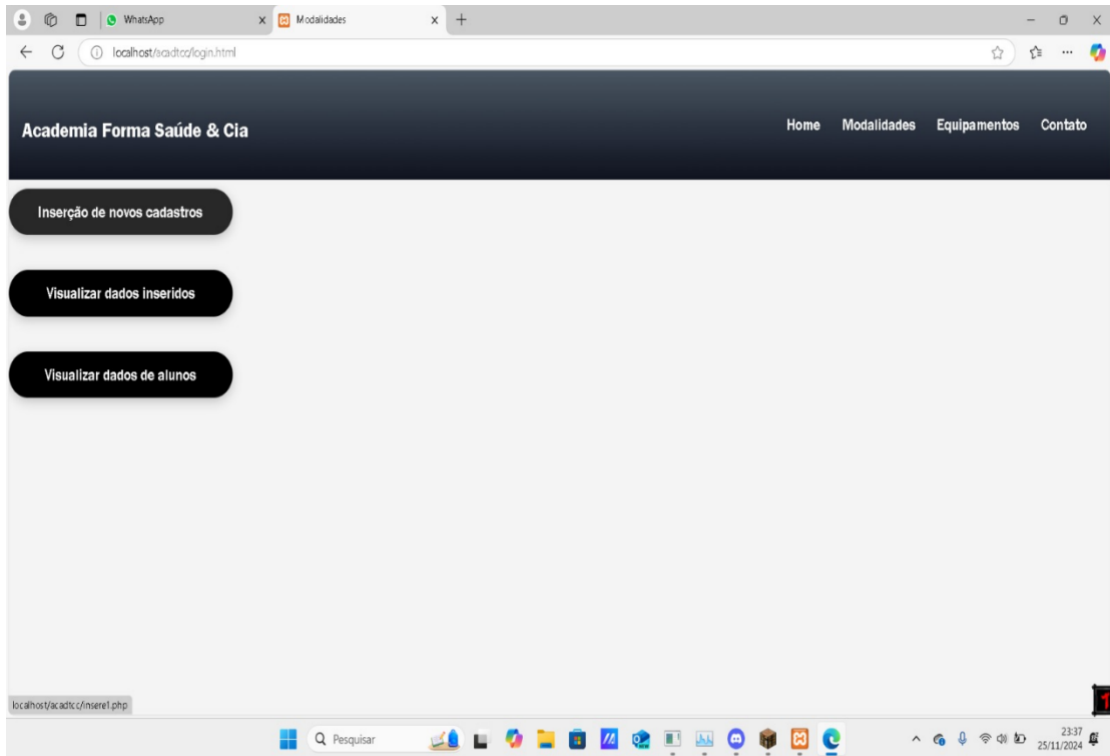 WhatsApp
Modalidades
localhost/acadtcc/login.html
Academia Forma Saúde & Cia
Home Modalidades Equipamentos Contato
Inserção de novos cadastros
Visualizar dados inseridos
Visualizar dados de alunos
localhost/acadtcc/insere1.php
Pesquisar
23:37
25/11/2024